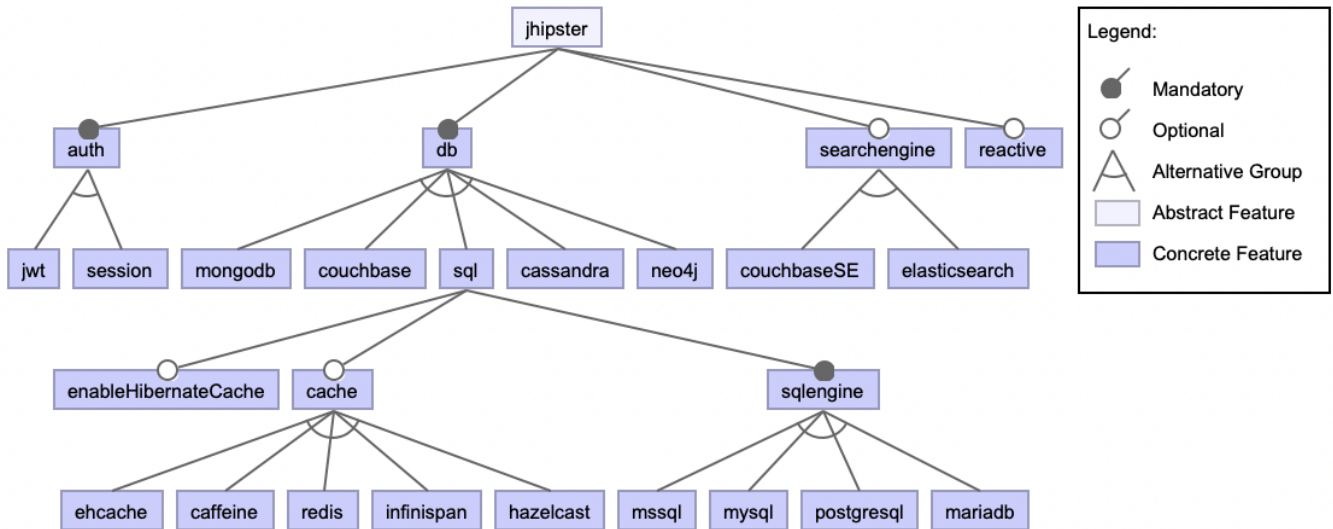 jhipster
Legend:
Mandatory
Optional
Alternative Group
Abstract Feature
Concrete Feature
auth
db
searchengine
reactive
jwt
session
mongodb
couchbase
sql
cassandra
neo4j
couchbaseSE
elasticsearch
enableHibernateCache
cache
sqlengine
ehcache
caffeine
redis
infinispan
hazelcast
mssql
mysql
postgresql
mariadb